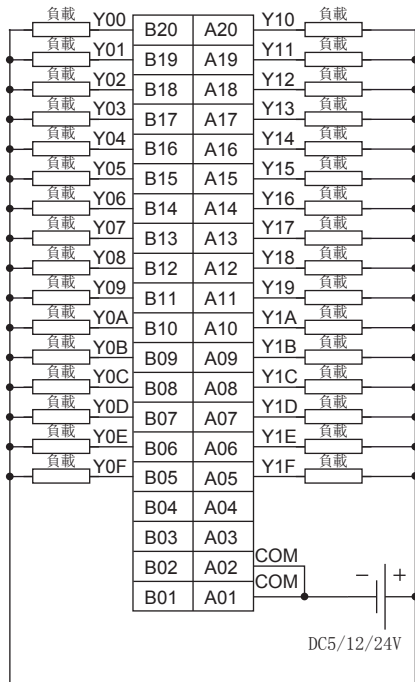 負載 Y00 B20 A20 Y10 負載
負載 Y01 B19 A19 Y11 負載
負載 Y02 B18 A18 Y12 負載
負載 Y03 B17 A17 Y13 負載
負載 Y04 B16 A16 Y14 負載
負載 Y05 B15 A15 Y15 負載
負載 Y06 B14 A14 Y16 負載
負載 Y07 B13 A13 Y17 負載
負載 Y08 B12 A12 Y18 負載
負載 Y09 B11 A11 Y19 負載
負載 Y0A B10 A10 Y1A 負載
負載 Y0B B09 A09 Y1B 負載
負載 Y0C B08 A08 Y1C 負載
負載 Y0D B07 A07 Y1D 負載
負載 Y0E B06 A06 Y1E 負載
負載 Y0F B05 A05 Y1F 負載
B04 A04
B03 A03
B02 A02 COM
B01 A01 COM − +
DC5/12/24V